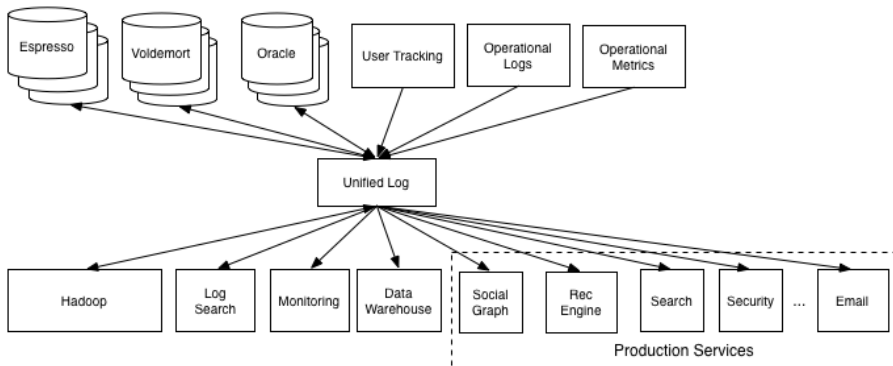 Espresso
Voldemort
Oracle
User Tracking
Operational
Logs
Operational
Metrics
Unified Log
Hadoop
Log
Search
Monitoring
Data
Warehouse
Social
Graph
Rec
Engine
Search
Security
...
Email
Production Services